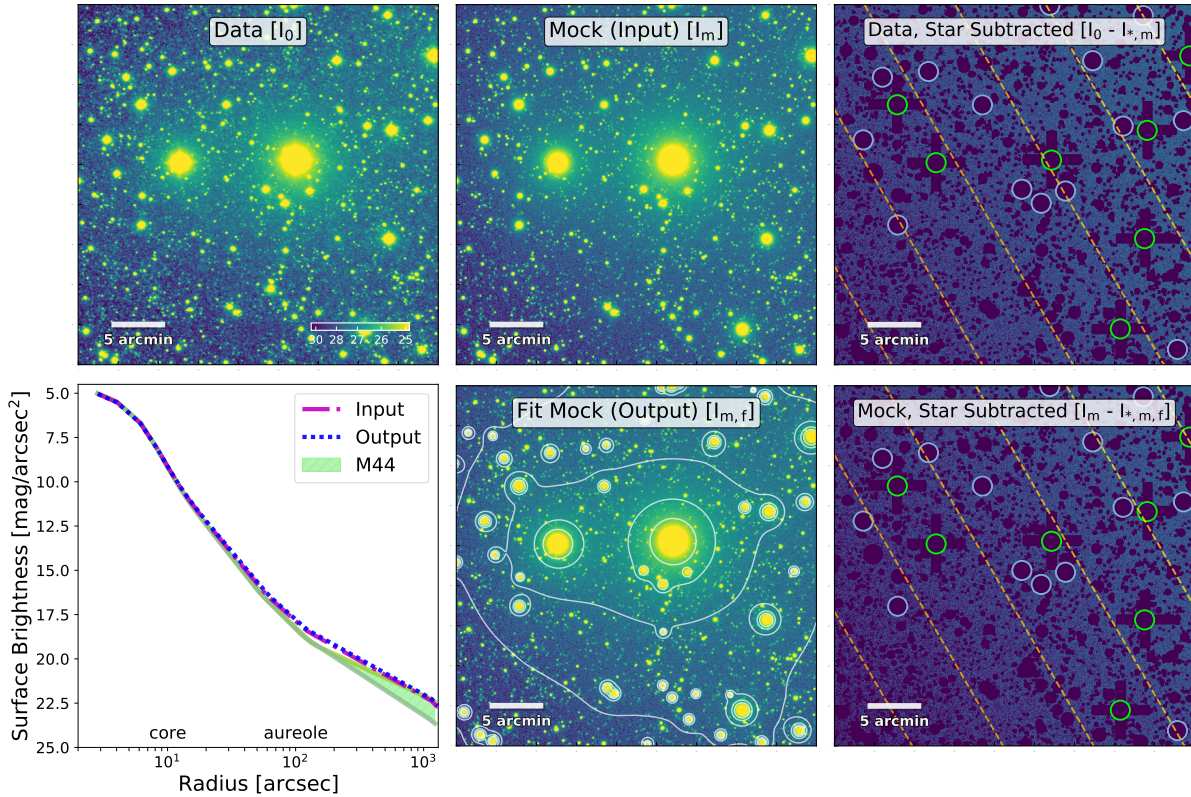 Data [I₀]
Mock (Input) [Iₘ]
Data, Star Subtracted [I₀ - I*,ₘ]
5 arcmin
30 28 27 26 25
5 arcmin
5 arcmin
Fit Mock (Output) [Iₘ,f]
Mock, Star Subtracted [Iₘ - I*,ₘ,f]
5 arcmin
5 arcmin
Surface Brightness [mag/arcsec²]
5.0
7.5
10.0
12.5
15.0
17.5
20.0
22.5
25.0
Input
Output
M44
core aureole
10¹ 10² 10³
Radius [arcsec]